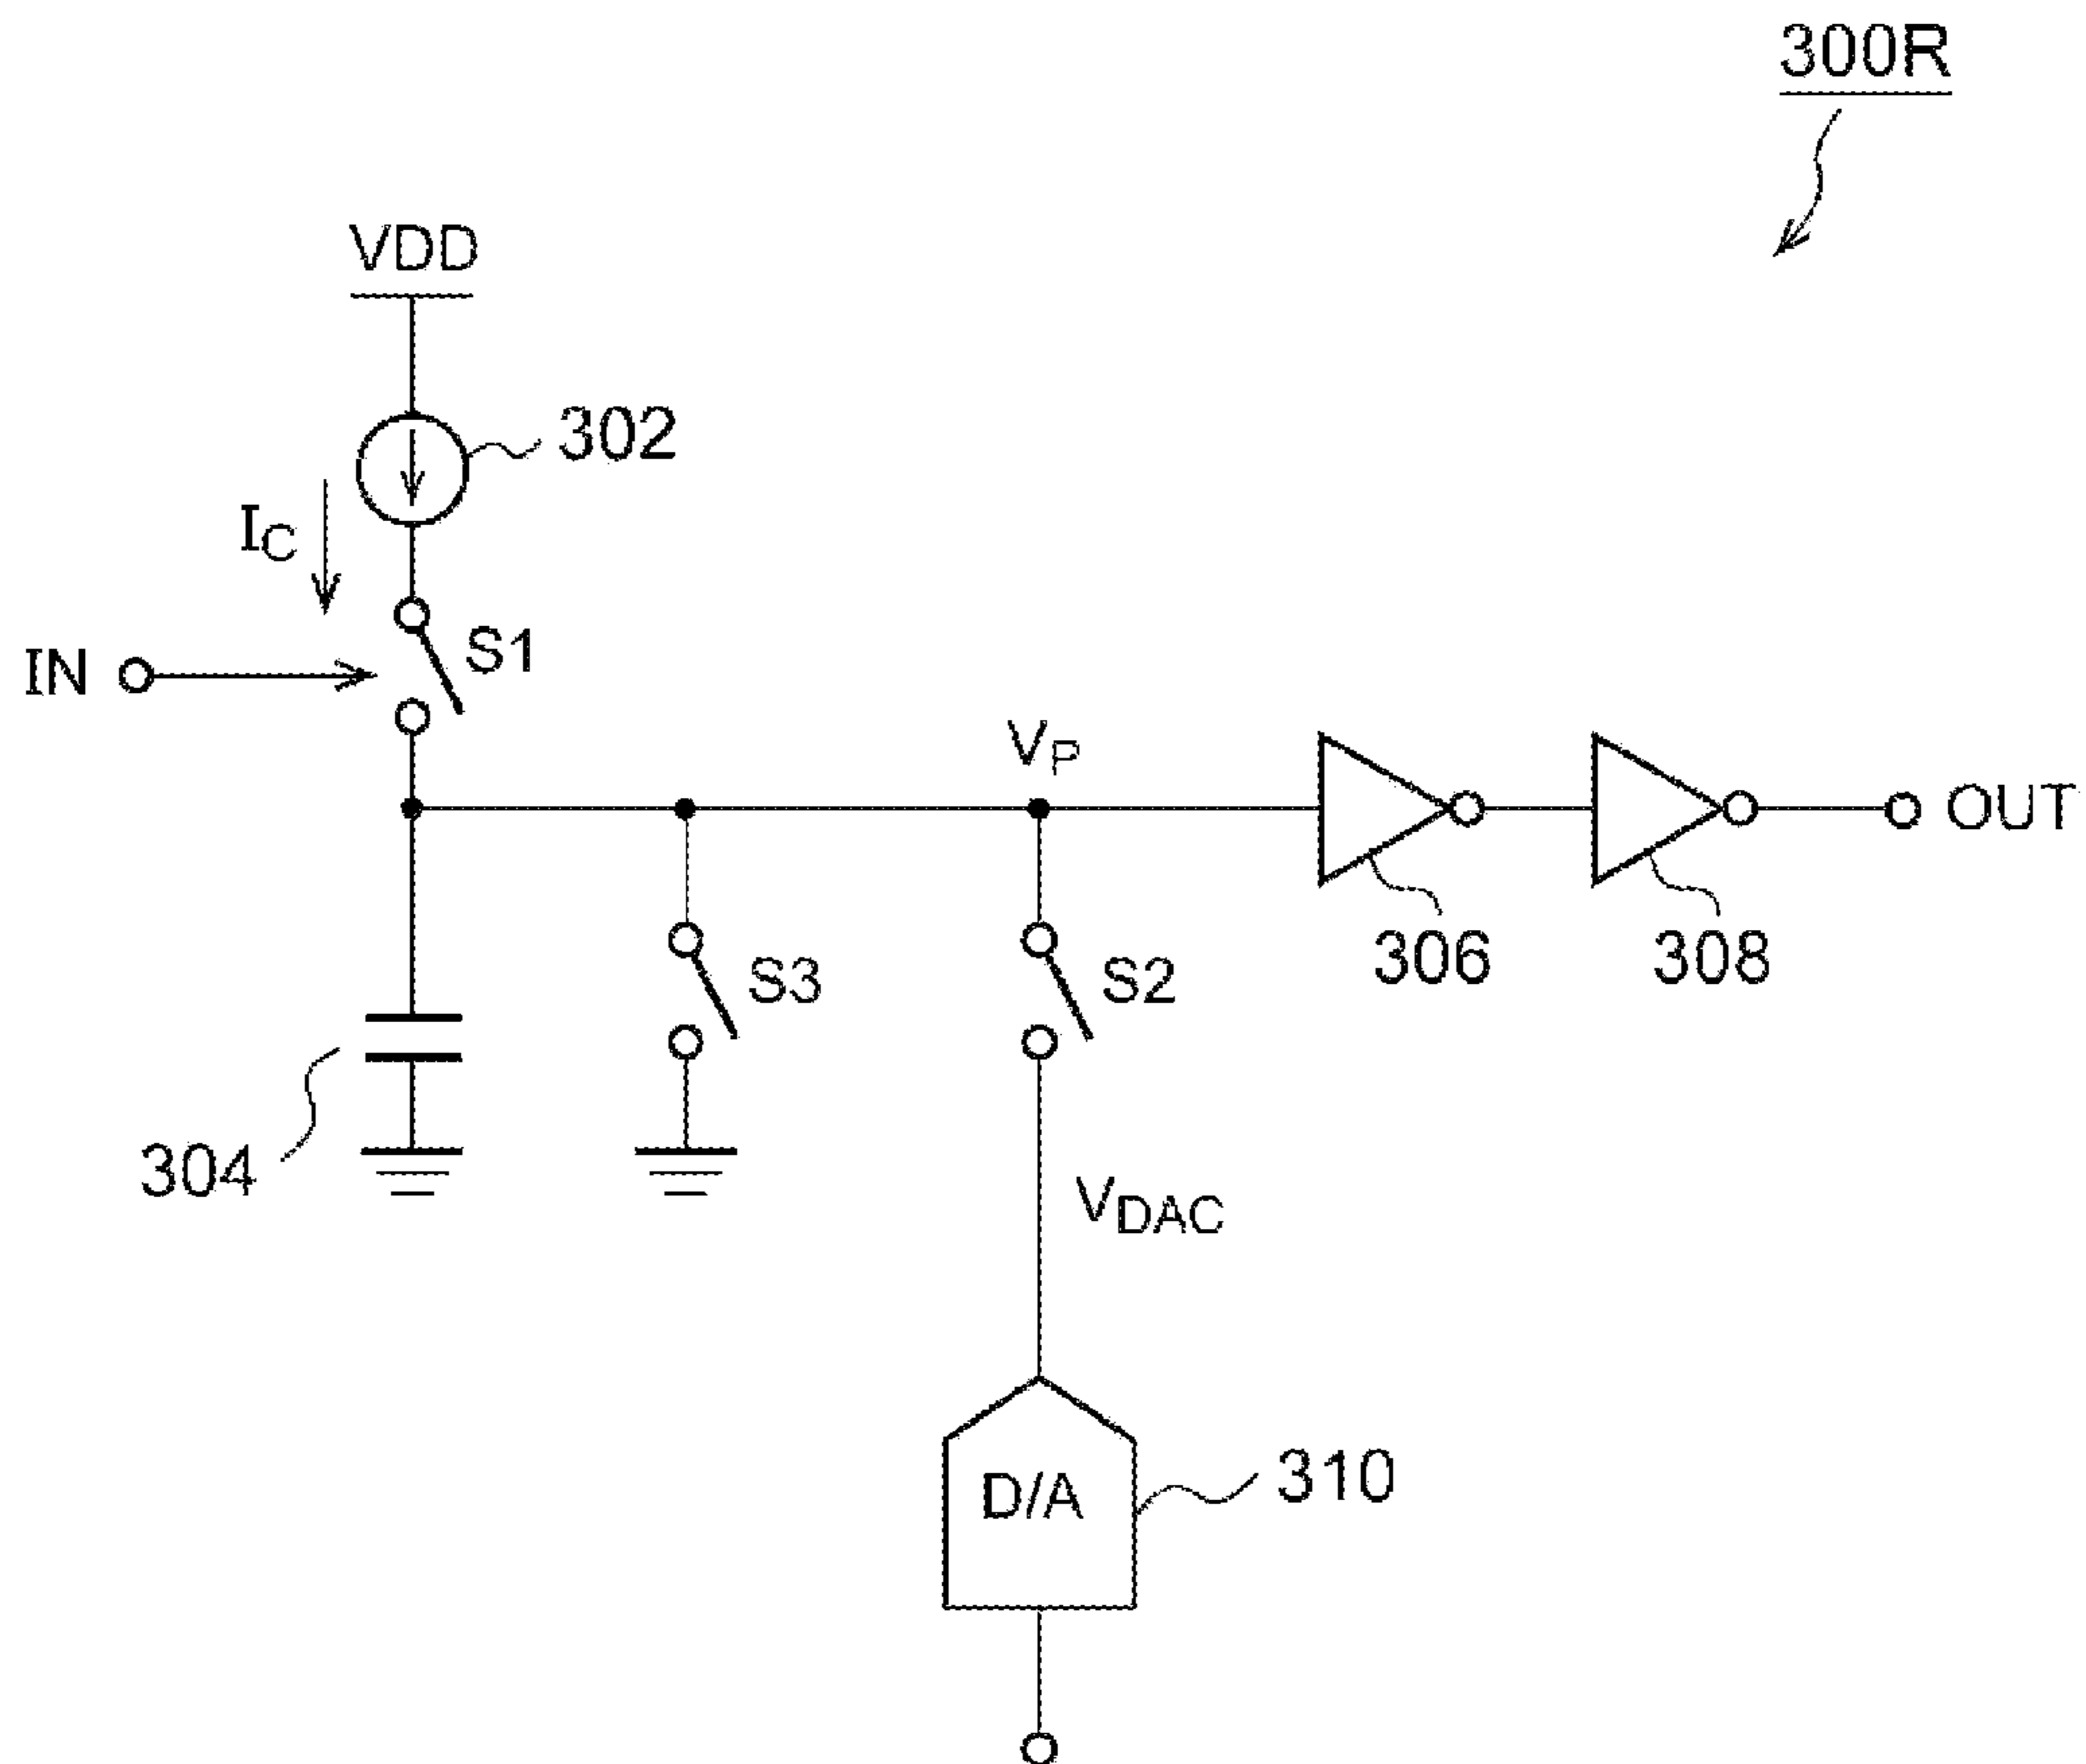 300R
VDD
302
IC
S1
IN
VP
OUT
306
308
S3
S2
304
VDAC
D/A
310